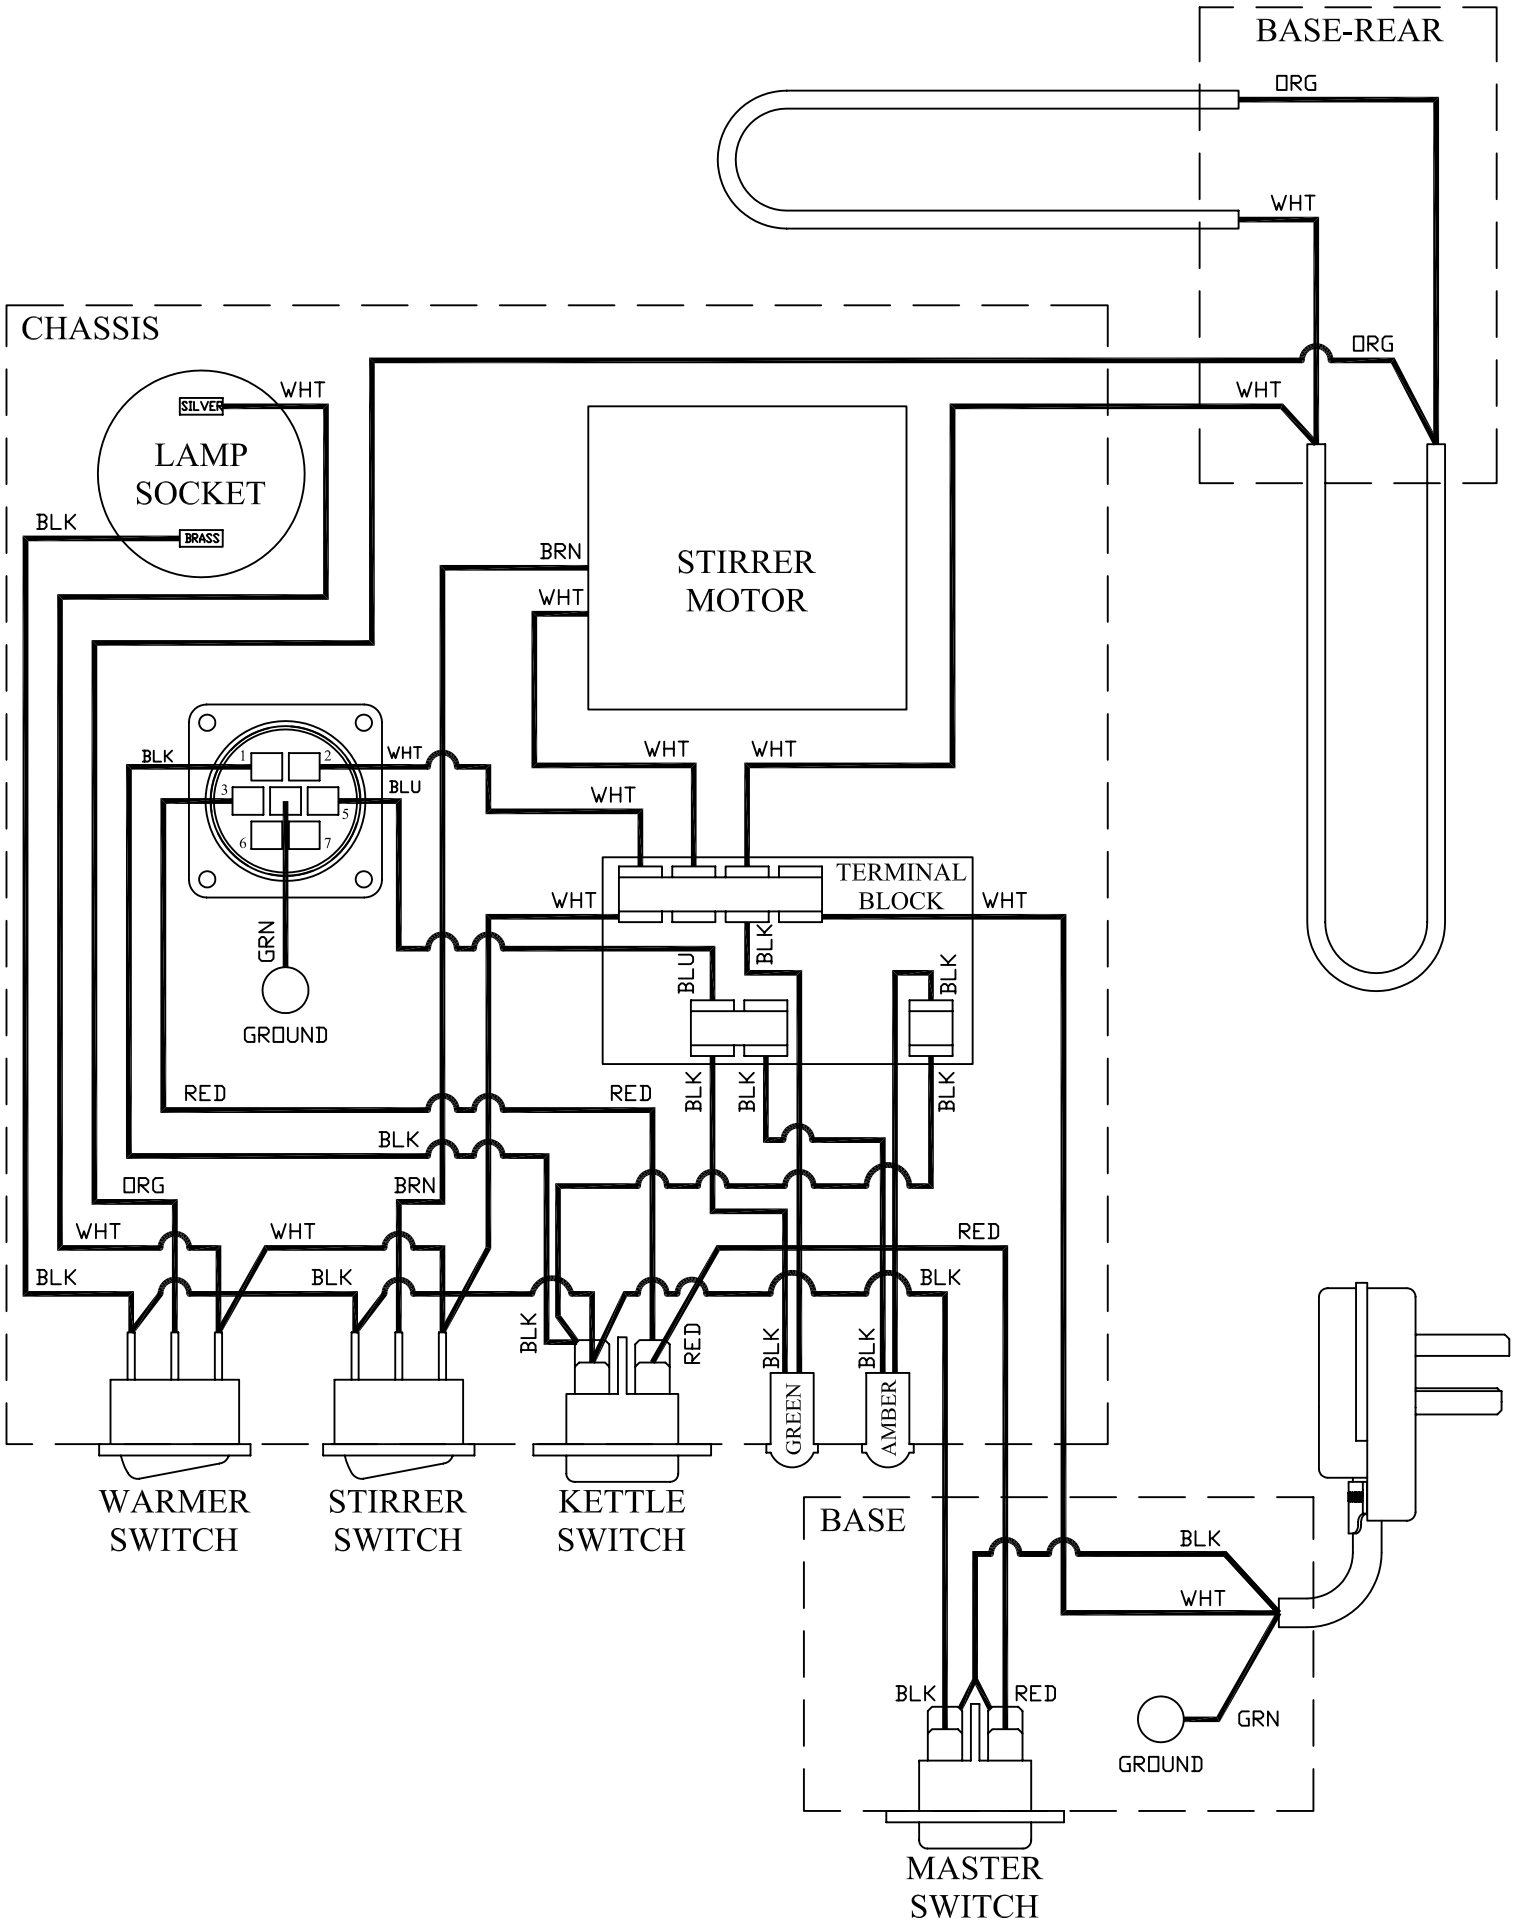 BASE-REAR
ORG
WHT
CHASSIS
ORG
WHT
WHT
SILVER
LAMP
SOCKET
BLK
BRASS
BRN
STIRRER
WHT
MOTOR
BLK
1
2
WHT
WHT
WHT
3
BLU
5
WHT
6
7
TERMINAL
BLOCK
WHT
WHT
GRN
BLK
BLU
BLK
GROUND
RED
RED
BLK
BLK
BLK
BLK
ORG
BRN
WHT
WHT
RED
BLK
BLK
BLK
BLK
RED
BLK
BLK
GREEN
AMBER
WARMER
SWITCH
STIRRER
SWITCH
KETTLE
SWITCH
BASE
BLK
WHT
BLK
RED
GRN
GROUND
MASTER
SWITCH